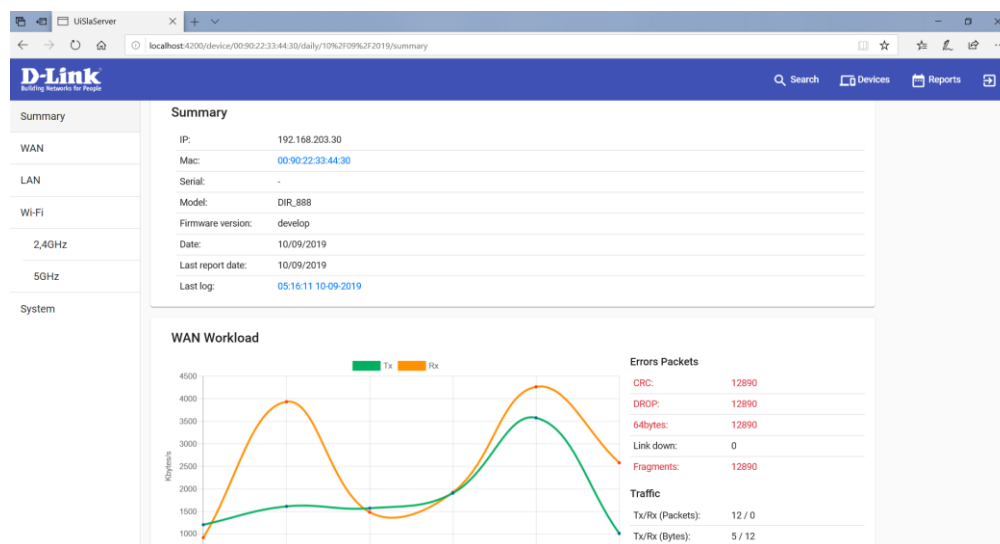 UiSlaServer
localhost:4200/device/00:90:22:33:44:30/daily/10%2F09%2F2019/summary
D-Link
Building Networks for People
Search
Devices
Reports
Summary
WAN
LAN
Wi-Fi
2,4GHz
5GHz
System
Summary
IP: 192.168.203.30
Mac: 00:90:22:33:44:30
Serial: -
Model: DIR_888
Firmware version: develop
Date: 10/09/2019
Last report date: 10/09/2019
Last log: 05:16:11 10-09-2019
WAN Workload
Tx Rx
4500
4000
3500
3000
2500
2000
1500
1000
Kbytes/s
Errors Packets
CRC: 12890
DROP: 12890
64bytes: 12890
Link down: 0
Fragments: 12890
Traffic
Tx/Rx (Packets): 12 / 0
Tx/Rx (Bytes): 5 / 12